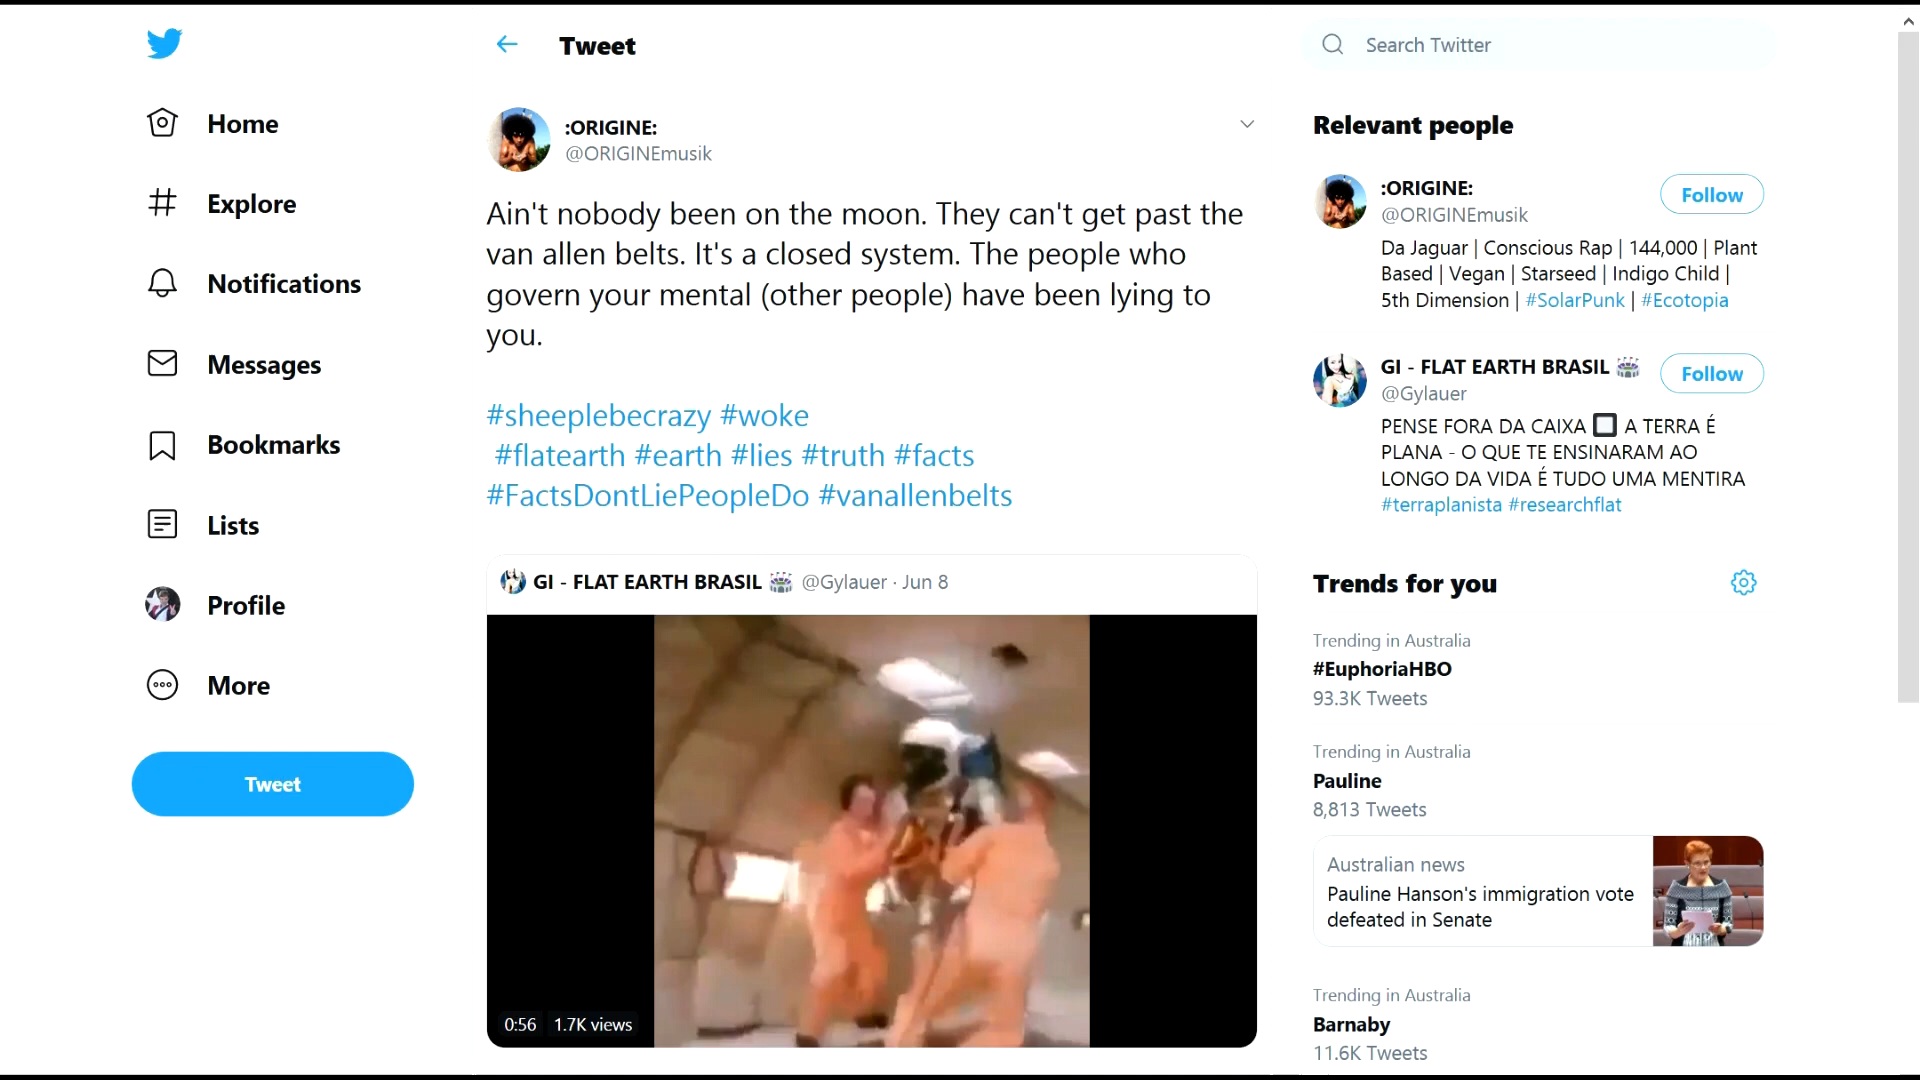 Tweet
Search Twitter
Home
Explore
Notifications
Messages
Bookmarks
Lists
Profile
More
Tweet
:ORIGINE:
@ORIGINEmusik
Ain't nobody been on the moon. They can't get past the
van allen belts. It's a closed system. The people who
govern your mental (other people) have been lying to
you.
#sheeplebecrazy #woke
#flatearth #earth #lies #truth #facts
#FactsDontLiePeopleDo #vanallenbelts
GI - FLAT EARTH BRASIL @Gylauer · Jun 8
0:56 1.7K views
Relevant people
:ORIGINE:
@ORIGINEmusik
Follow
Da Jaguar | Conscious Rap | 144,000 | Plant
Based | Vegan | Starseed | Indigo Child |
5th Dimension | #SolarPunk | #Ecotopia
GI - FLAT EARTH BRASIL
@Gylauer
Follow
PENSE FORA DA CAIXA A TERRA É
PLANA - O QUE TE ENSINARAM AO
LONGO DA VIDA É TUDO UMA MENTIRA
#terraplanista #researchflat
Trends for you
Trending in Australia
#EuphoriaHBO
93.3K Tweets
Trending in Australia
Pauline
8,813 Tweets
Australian news
Pauline Hanson's immigration vote
defeated in Senate
Trending in Australia
Barnaby
11.6K Tweets